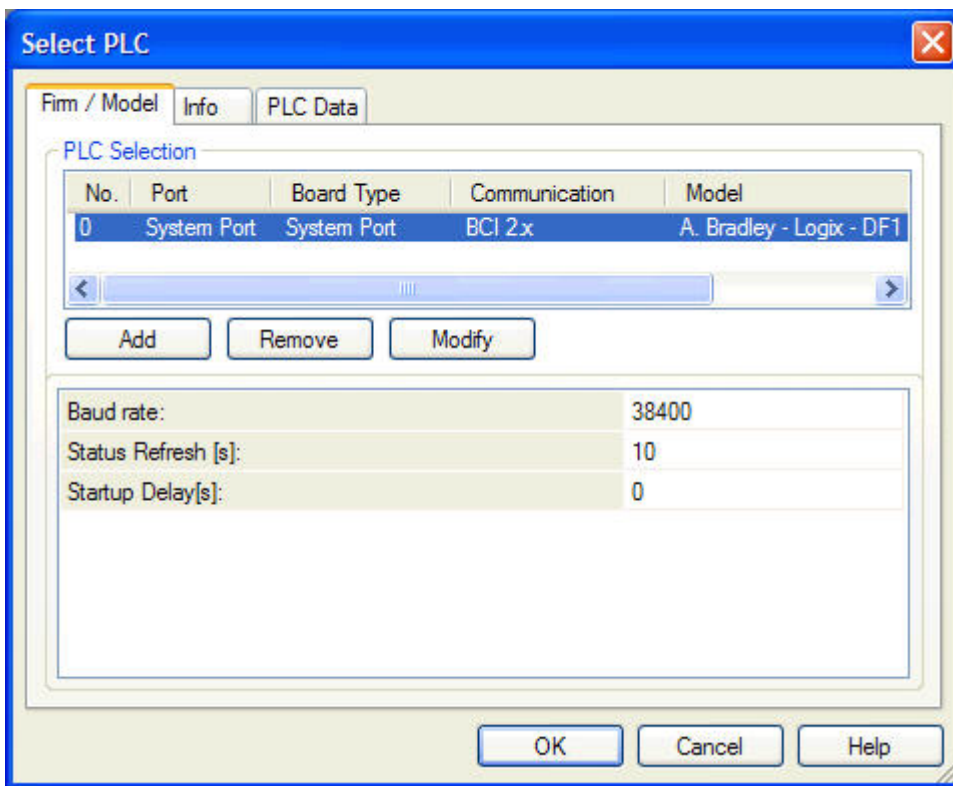 Select PLC
Firm / Model Info PLC Data
PLC Selection
No. Port Board Type Communication Model
0 System Port System Port BCI 2.x A. Bradley - Logix - DF1
Add Remove Modify
Baud rate: 38400
Status Refresh [s]: 10
Startup Delay[s]: 0
OK Cancel Help